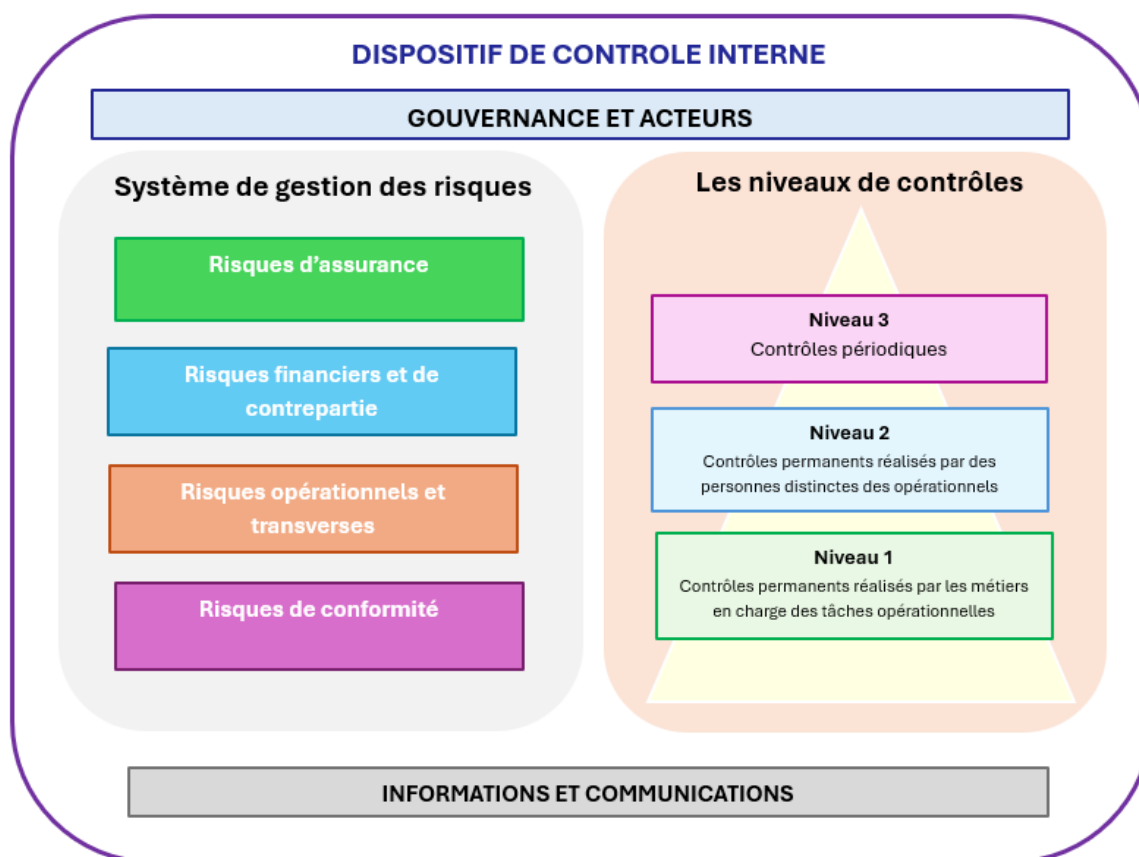 DISPOSITIF DE CONTROLE INTERNE
GOUVERNANCE ET ACTEURS
Système de gestion des risques
Risques d’assurance
Risques financiers et de
contrepartie
Risques opérationnels et
transverses
Risques de conformité
Les niveaux de contrôles
Niveau 3
Contrôles périodiques
Niveau 2
Contrôles permanents réalisés par des
personnes distinctes des opérationnels
Niveau 1
Contrôles permanents réalisés par les métiers
en charge des tâches opérationnelles
INFORMATIONS ET COMMUNICATIONS